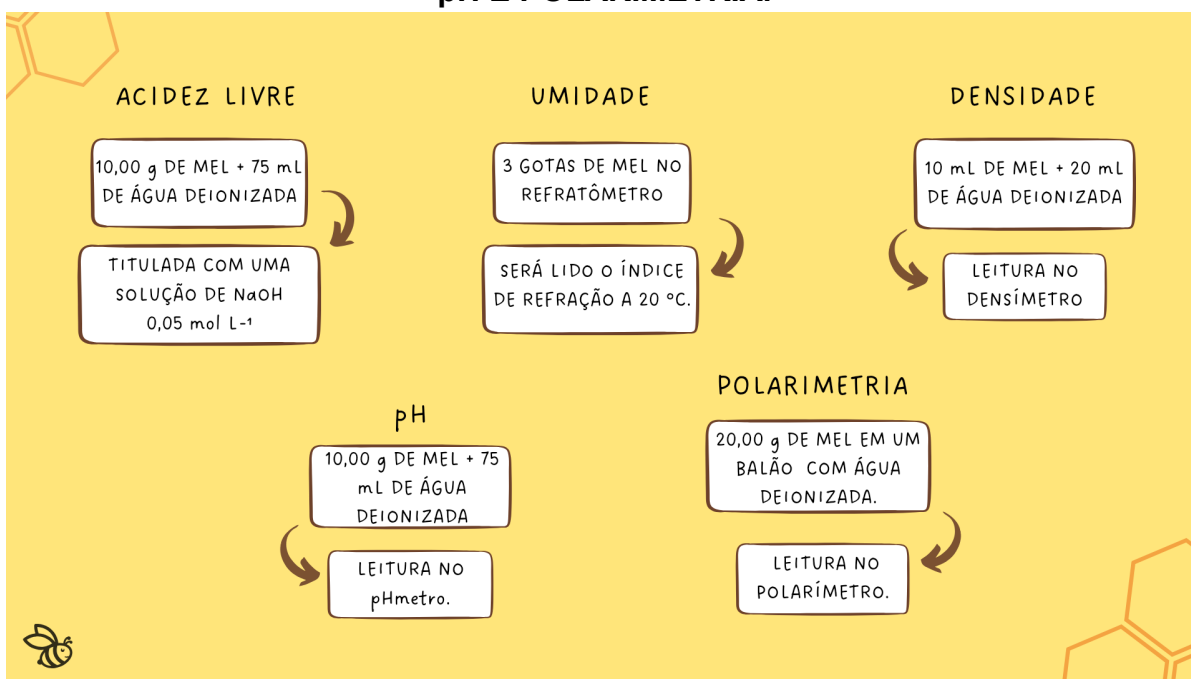 ACIDEZ LIVRE
10,00 g DE MEL + 75 mL
DE ÁGUA DEIONIZADA
TITULADA COM UMA
SOLUÇÃO DE NaOH
0,05 mol L-¹
UMIDADE
3 GOTAS DE MEL NO
REFRATÔMETRO
SERÁ LIDO O ÍNDICE
DE REFRAÇÃO A 20 ºC.
DENSIDADE
10 mL DE MEL + 20 mL
DE ÁGUA DEIONIZADA
LEITURA NO
DENSÍMETRO
pH
10,00 g DE MEL + 75
mL DE ÁGUA
DEIONIZADA
LEITURA NO
pHmetro.
POLARIMETRIA
20,00 g DE MEL EM UM
BALÃO COM ÁGUA
DEIONIZADA.
LEITURA NO
POLARÍMETRO.